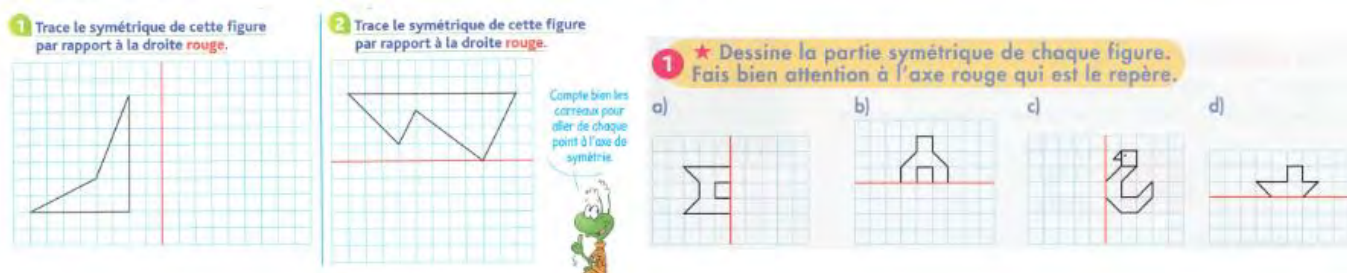 1 Trace le symétrique de cette figure
par rapport à la droite rouge.
2 Trace le symétrique de cette figure
par rapport à la droite rouge.
Compte bien les
carreaux pour
aller de chaque
point à l'axe de
symétrie.
1 ★ Dessine la partie symétrique de chaque figure.
Fais bien attention à l'axe rouge qui est le repère.
a)
b)
c)
d)